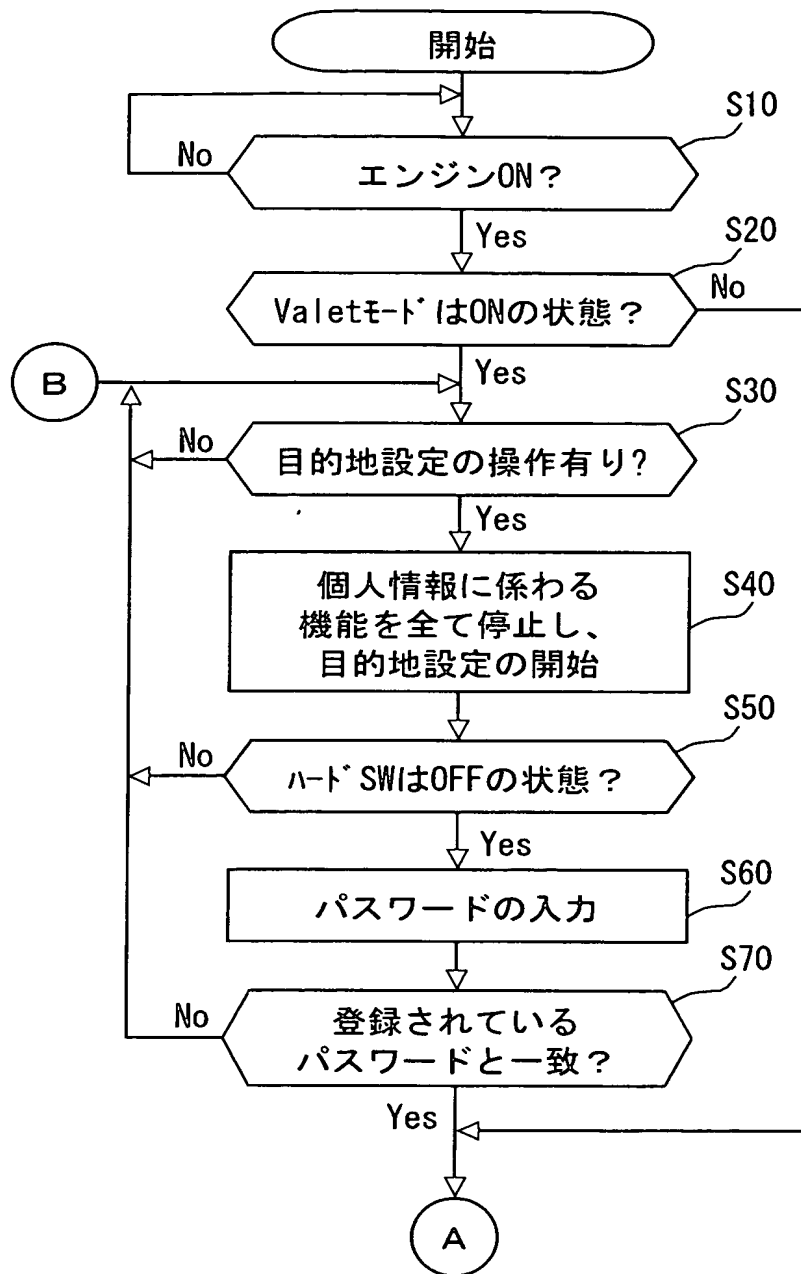 開始
S10
No
エンジンON？
Yes
S20
ValetﾓｰﾄﾞはONの状態？
No
B
Yes
S30
No
目的地設定の操作有り?
Yes
個人情報に係わる
機能を全て停止し、
目的地設定の開始
S40
S50
No
ﾊｰﾄﾞSWはOFFの状態？
Yes
S60
パスワードの入力
S70
No
登録されている
パスワードと一致？
Yes
A